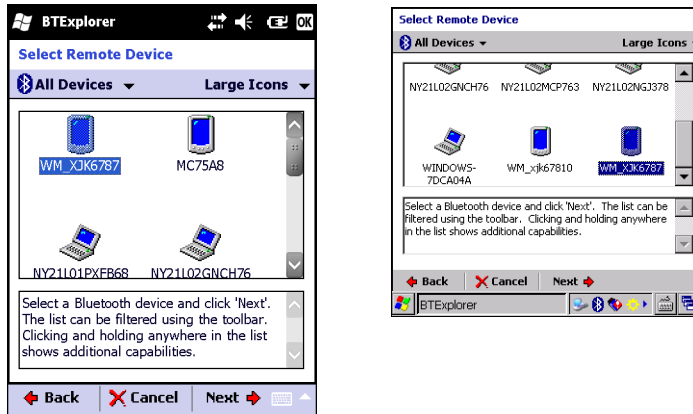 BTExplorer
OK
Select Remote Device
All Devices
Large Icons
WM_XJK6787
MC75A8
NY21L01PXFB68
NY21L02GNCH76
Select a Bluetooth device and click 'Next'.
The list can be filtered using the toolbar.
Clicking and holding anywhere in the list
shows additional capabilities.
Back
Cancel
Next
Select Remote Device
All Devices
Large Icons
NY21L02GNCH76
NY21L02MCP763
NY21L02NGJ378
WINDOWS-
7DCA04A
WM_xjk67810
WM_XJK6787
Select a Bluetooth device and click 'Next'. The list can be
filtered using the toolbar. Clicking and holding anywhere
in the list shows additional capabilities.
Back
Cancel
Next
BTExplorer